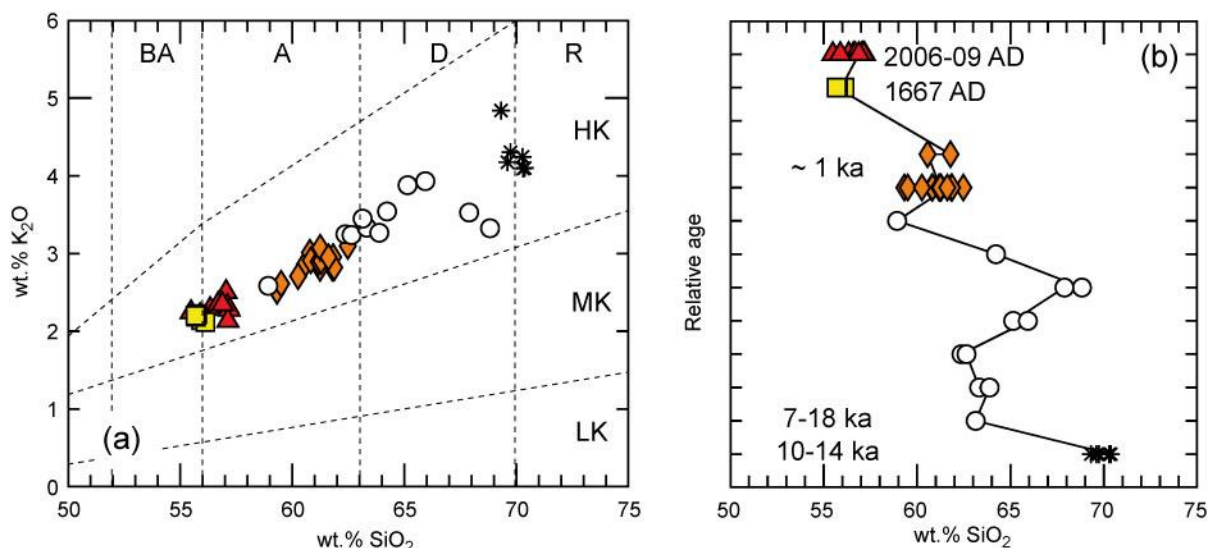 6
5
4
3
2
1
0
wt.% K₂O
BA
A
D
R
HK
MK
LK
(a)
50
55
60
65
70
75
wt.% SiO₂
(b)
2006-09 AD
1667 AD
~ 1 ka
7-18 ka
10-14 ka
Relative age
50
55
60
65
70
75
wt.% SiO₂